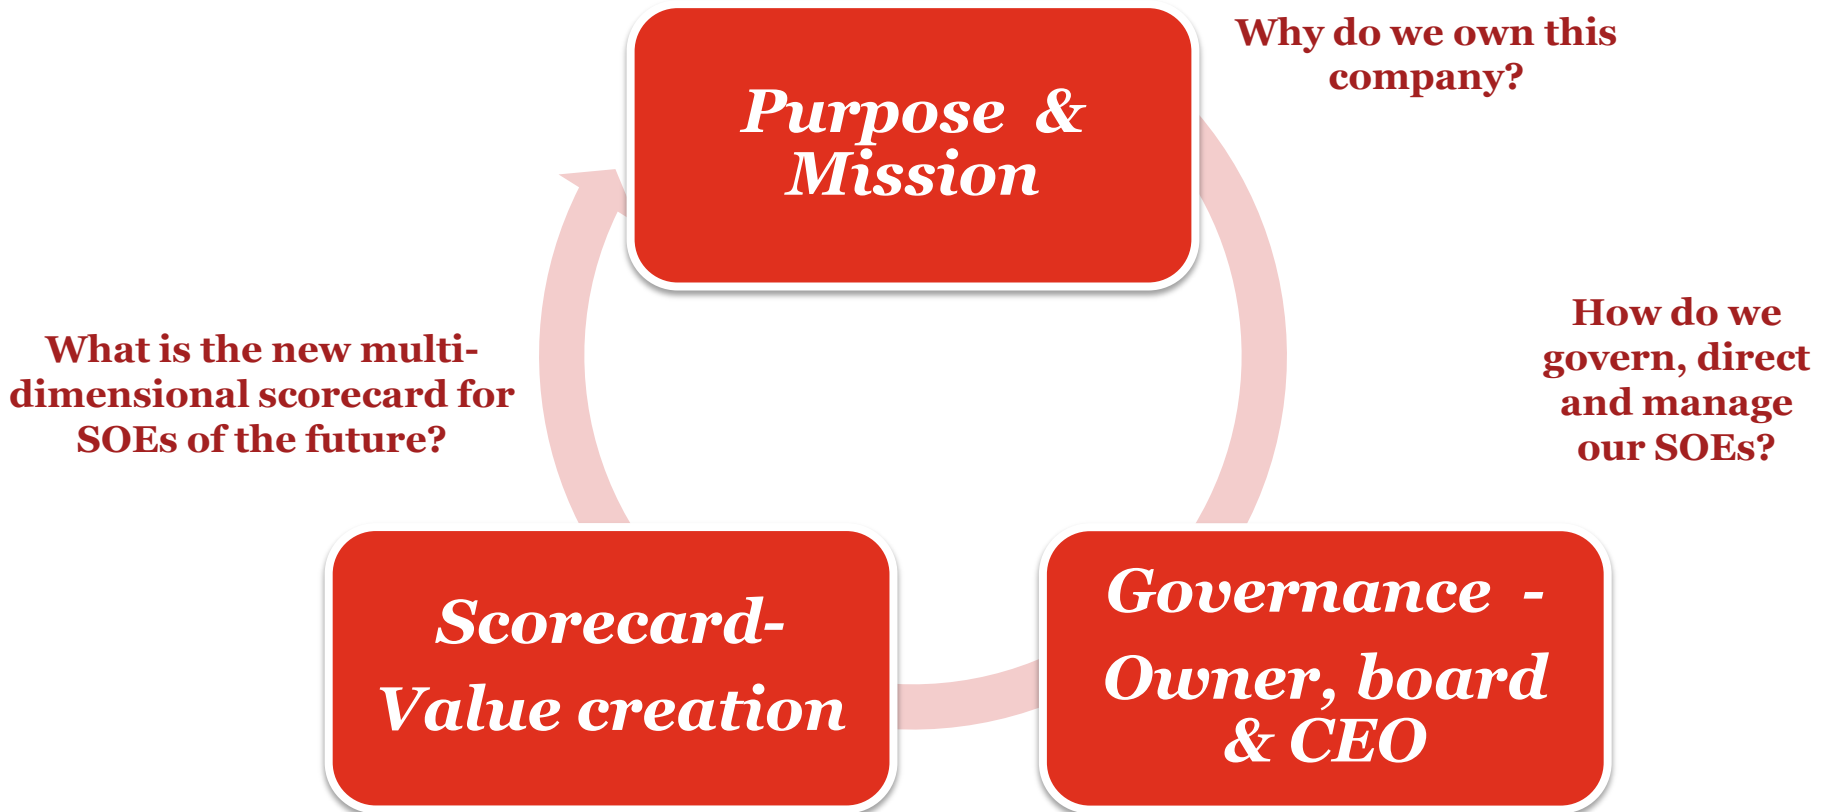 Purpose & 
Mission
Why do we own this
company?
How do we
govern, direct
and manage
our SOEs?
Governance -
Owner, board
& CEO
Scorecard-
Value creation
What is the new multi-
dimensional scorecard for
SOEs of the future?